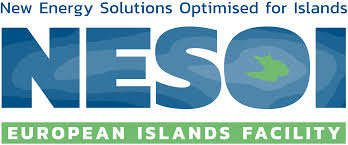 New Energy Solutions Optimised for Islands
NESOI
EUROPEAN ISLANDS FACILITY